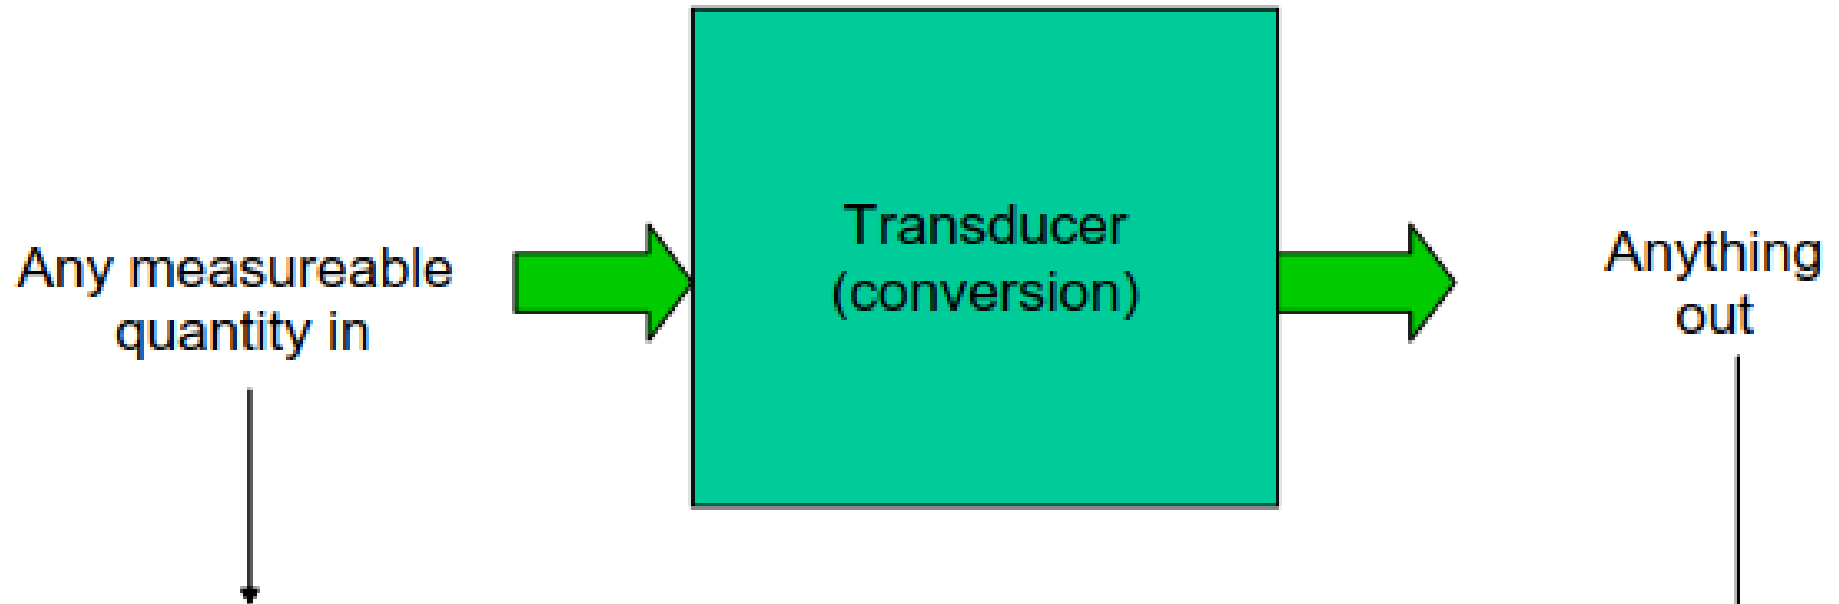 Any measureable
quantity in
Transducer
(conversion)
Anything
out